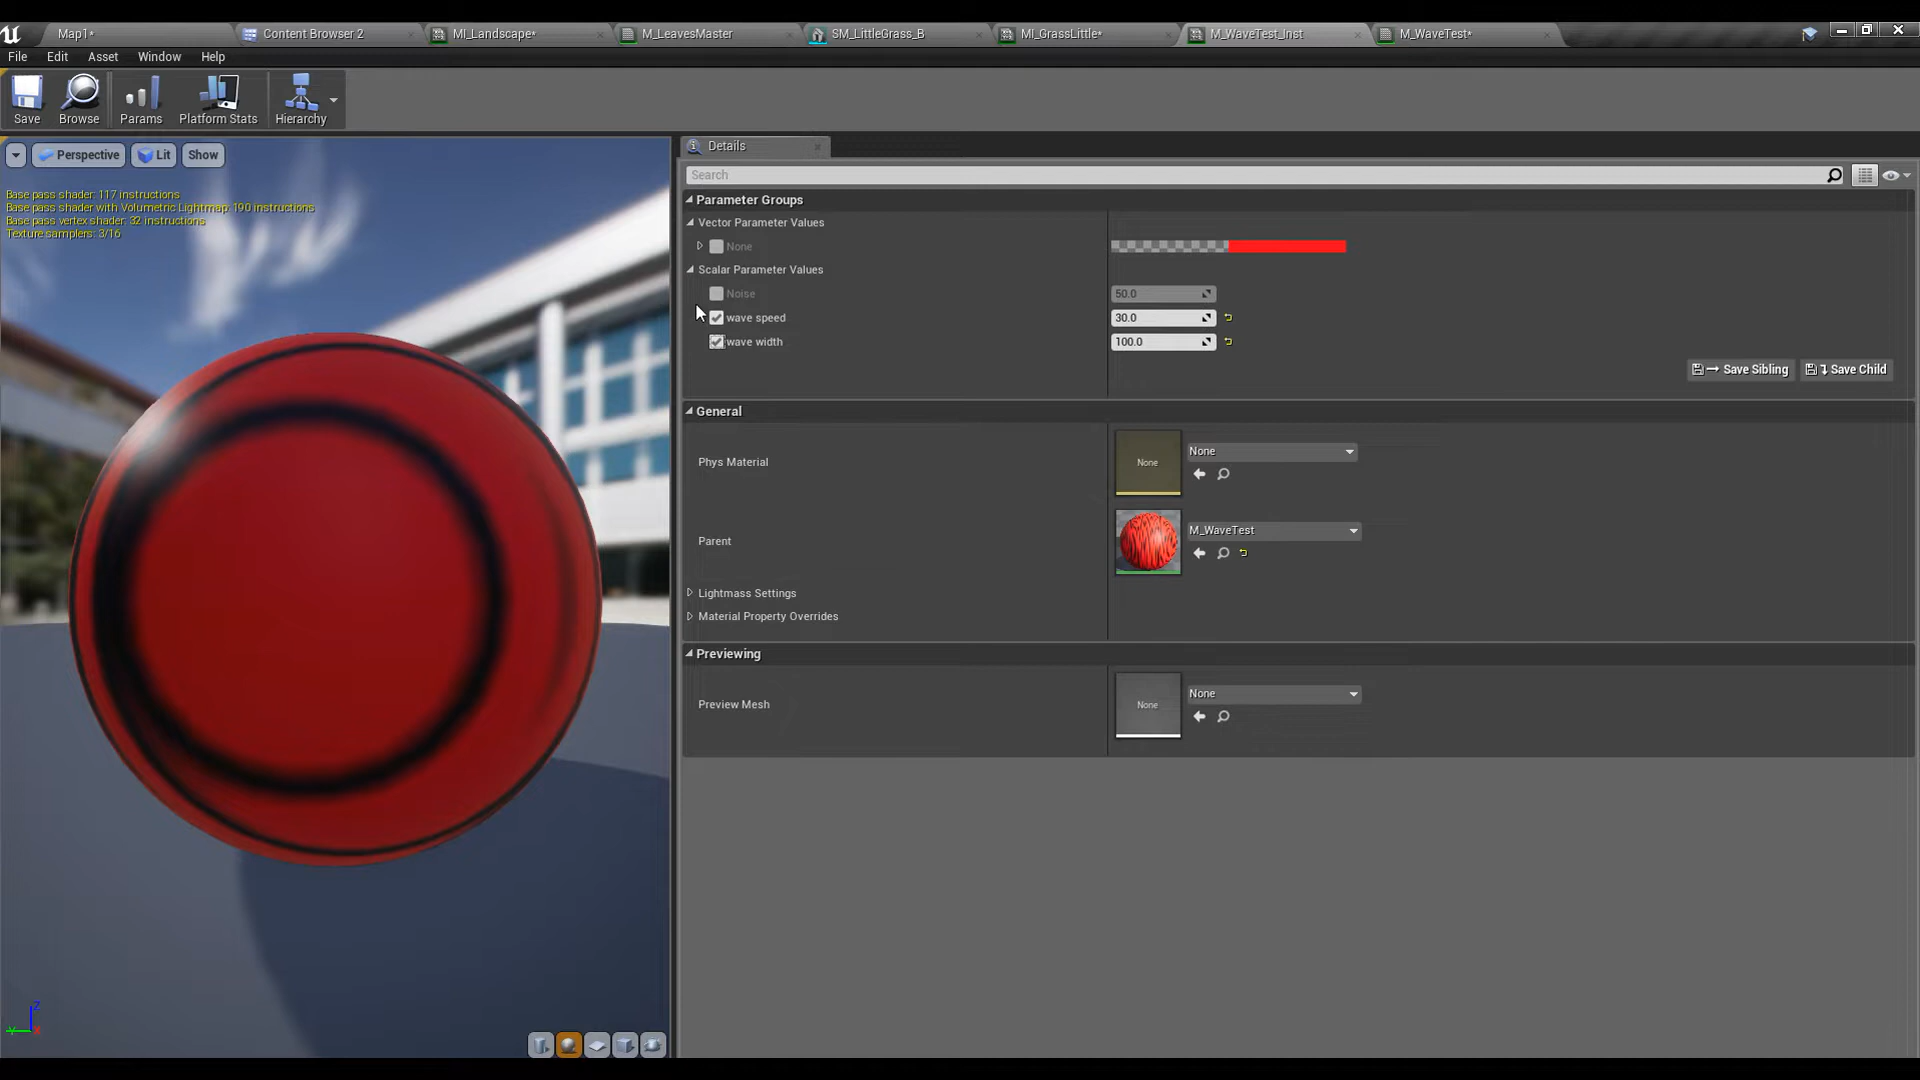 Map1*
Content Browser 2
MI_Landscape*
M_LeavesMaster
SM_LittleGrass_B
MI_GrassLittle*
M_WaveTest_Inst
M_WaveTest*
File
Edit
Asset
Window
Help
Save
Browse
Params
Platform Stats
Hierarchy
Perspective
Lit
Show
Base pass shader: 117 instructions
Base pass shader with Volumetric Lightmap: 190 instructions
Base pass vertex shader: 32 instructions
Texture samplers: 3/16
Z
Y
X
Details
Search
Parameter Groups
Vector Parameter Values
None
Scalar Parameter Values
Noise
50.0
wave speed
30.0
wave width
100.0
Save Sibling
Save Child
General
Phys Material
None
None
Parent
M_WaveTest
Lightmass Settings
Material Property Overrides
Previewing
Preview Mesh
None
None